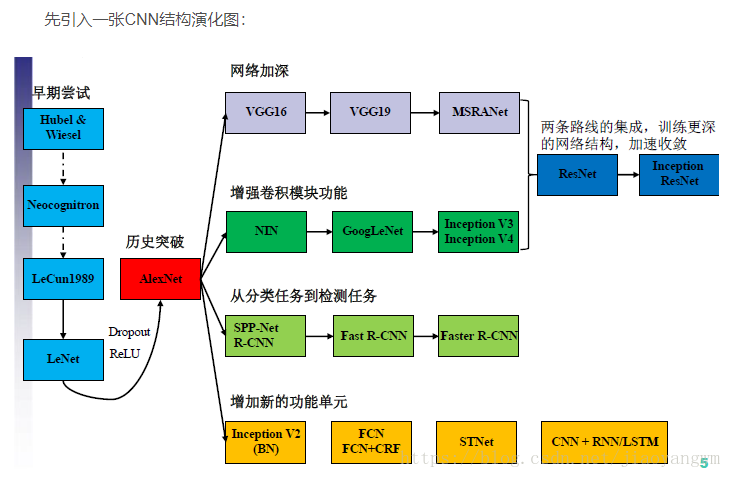 先引入一张CNN结构演化图：
网络加深
早期尝试
Hubel &
Wiesel
VGG16
VGG19
MSRANet
两条路线的集成，训练更深
的网络结构，加速收敛
ResNet
Inception
ResNet
Neocognitron
增强卷积模块功能
NIN
GoogLeNet
Inception V3
Inception V4
历史突破
LeCun1989
AlexNet
从分类任务到检测任务
Dropout
ReLU
SPP-Net
R-CNN
Fast R-CNN
Faster R-CNN
LeNet
增加新的功能单元
Inception V2
(BN)
FCN
FCN+CRF
STNet
CNN + RNN/LSTM
5